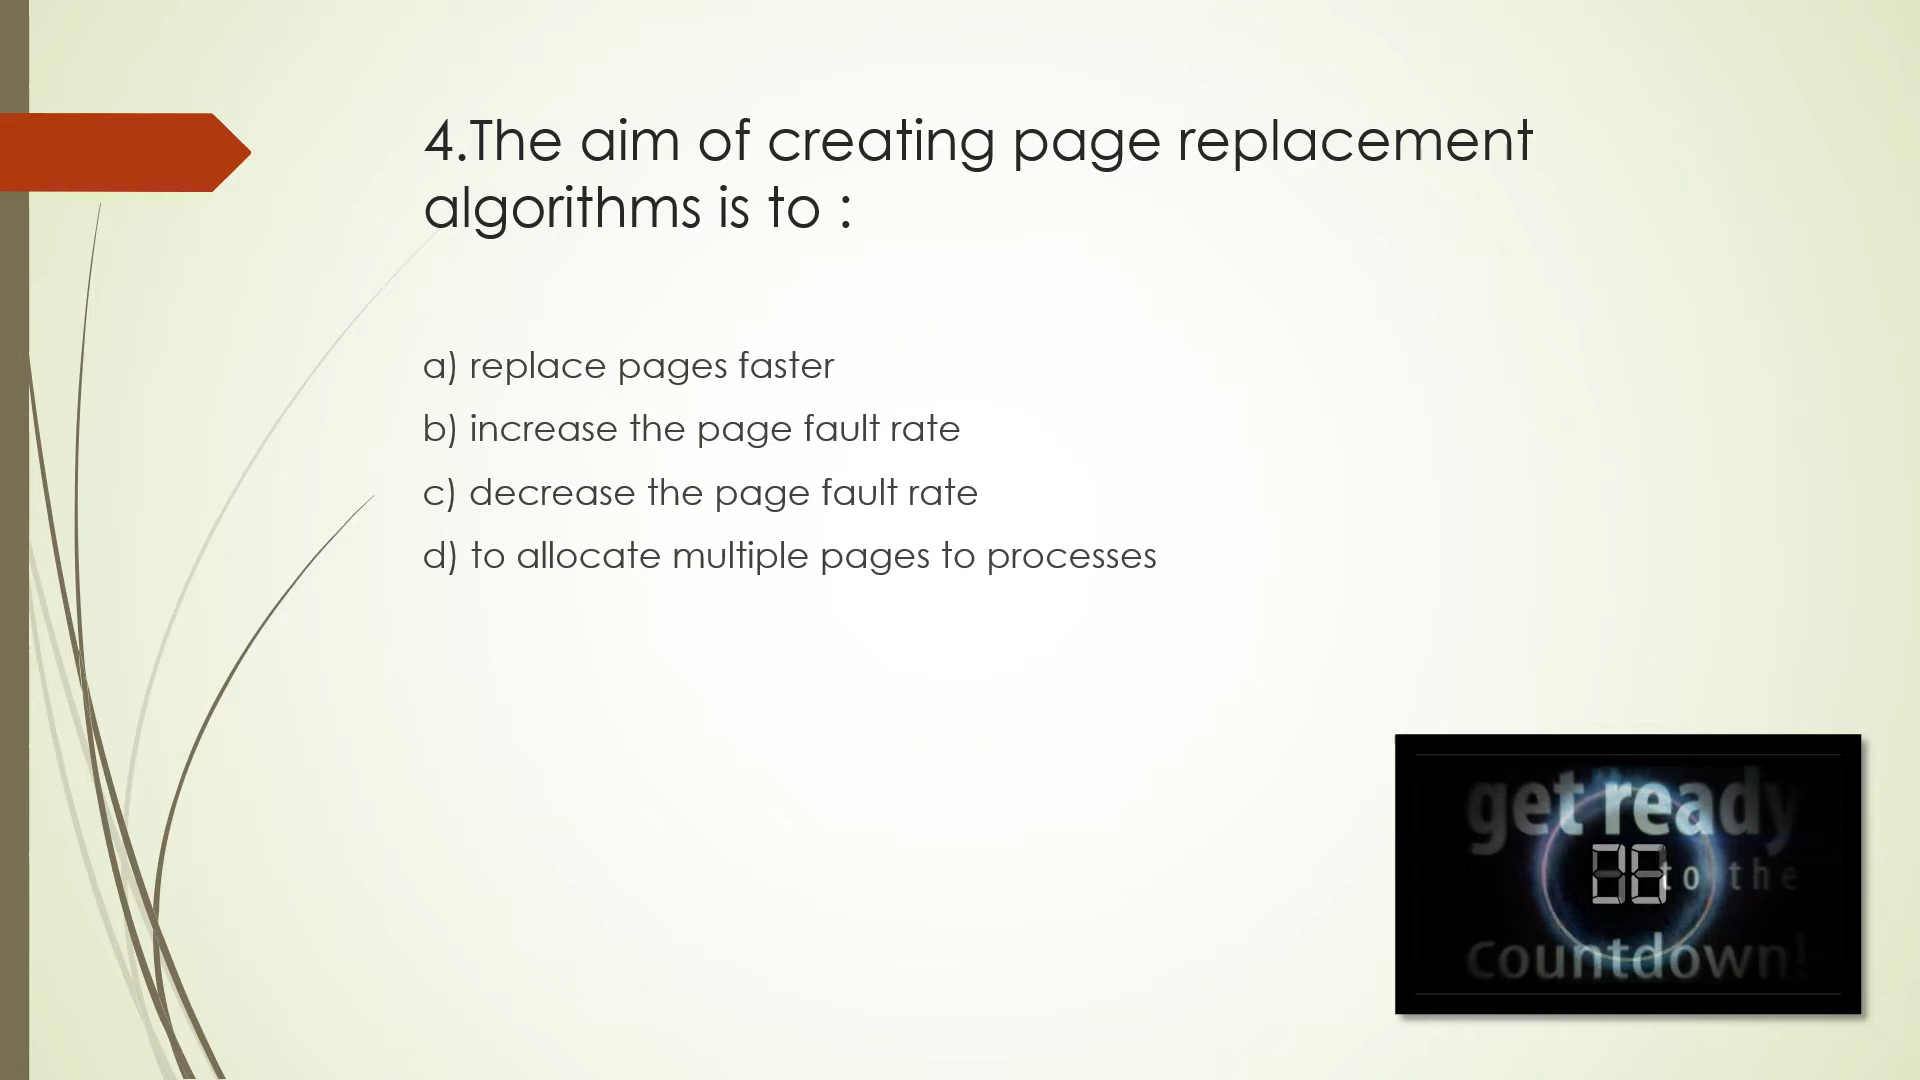 4.The aim of creating page replacement
algorithms is to :
a) replace pages faster
b) increase the page fault rate
c) decrease the page fault rate
d) to allocate multiple pages to processes
get ready
to the
countdown!